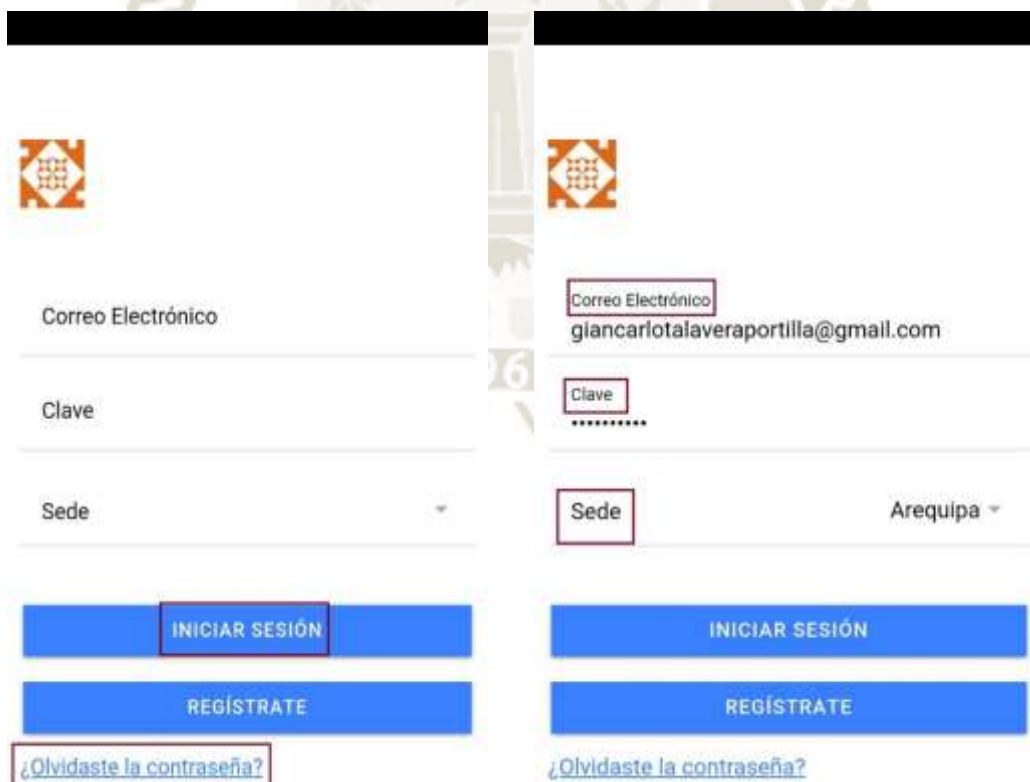 Correo Electrónico
Clave
Sede
INICIAR SESIÓN
REGÍSTRATE
¿Olvidaste la contraseña?
Correo Electrónico
giancarlotalaveraportilla@gmail.com
Clave
••••••••••
Sede Arequipa
INICIAR SESIÓN
REGÍSTRATE
¿Olvidaste la contraseña?